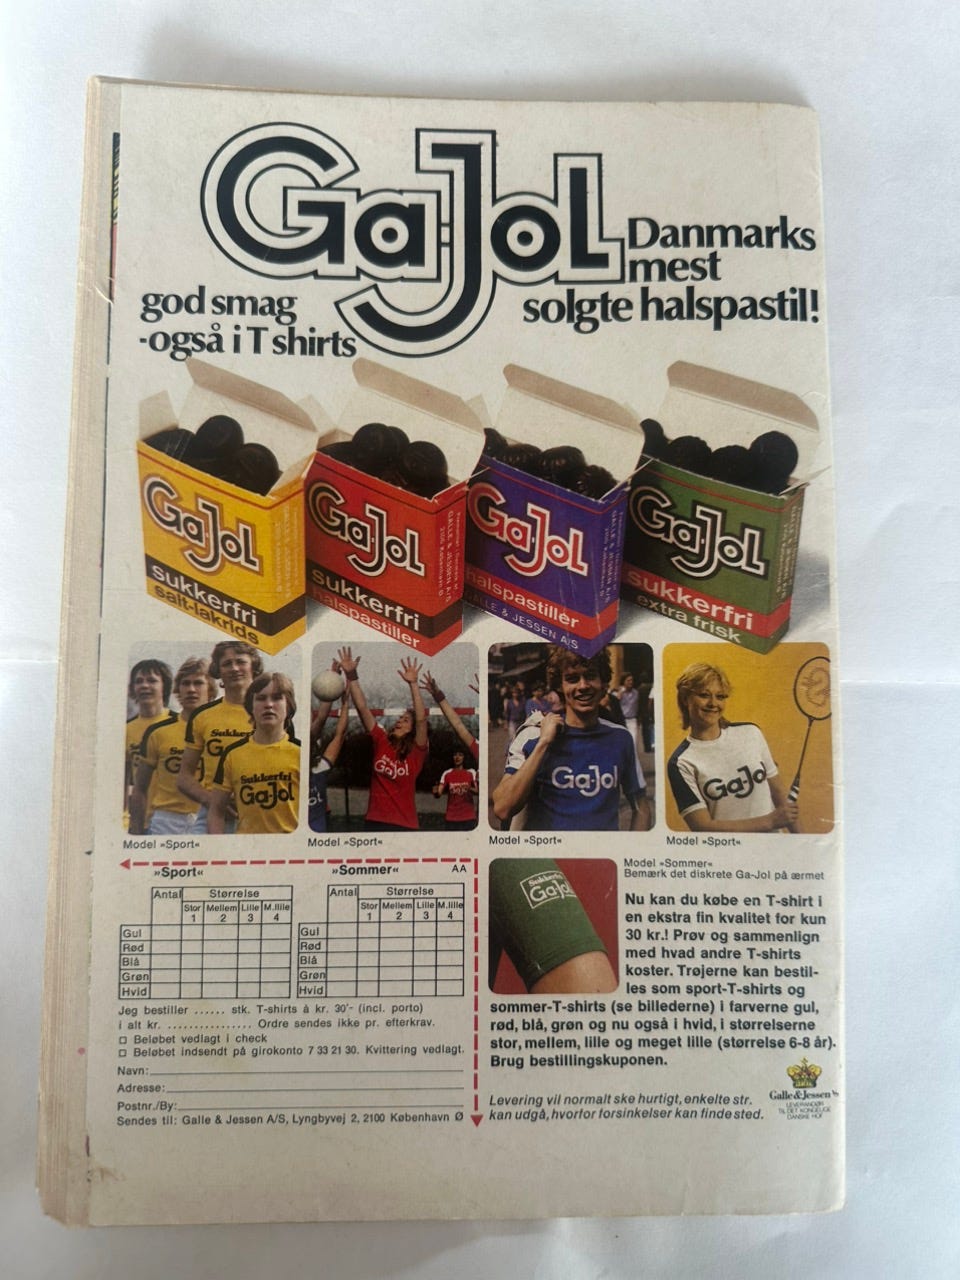 Ga-Jol
Danmarks
mest
solgte halspastil!
god smag
-også i T shirts
Ga-Jol
sukkerfri
salt-lakrids
Ga-Jol
sukkerfri
halspastiller
GALLE & JESSEN A/S
Ga-Jol
halspastiller
GALLE & JESSEN A/S
Ga-Jol
sukkerfri
extra frisk
Sukkerfri
Ga-Jol
Ga-Jol
Ga-Jol
Ga-Jol
Model »Sport«
Model »Sport«
Model »Sport«
Model »Sport«
»Sport«
Antal Størrelse
Stor Mellem Lille M.lille
1 2 3 4
Gul
Rød
Blå
Grøn
Hvid
»Sommer« AA
Antal Størrelse
Stor Mellem Lille M.lille
1 2 3 4
Gul
Rød
Blå
Grøn
Hvid
Jeg bestiller ...... stk. T-shirts à kr. 30'- (incl. porto)
i alt kr. ................ Ordre sendes ikke pr. efterkrav.
□ Beløbet vedlagt i check
□ Beløbet indsendt på girokonto 7 33 21 30. Kvittering vedlagt.
Navn:
Adresse:
Postnr./By:
Sendes til: Galle & Jessen A/S, Lyngbyvej 2, 2100 København Ø
Sukkerfri
Ga-Jol
Model »Sommer«
Bemærk det diskrete Ga-Jol på ærmet
Nu kan du købe en T-shirt i
en ekstra fin kvalitet for kun
30 kr.! Prøv og sammenlign
med hvad andre T-shirts
koster. Trøjerne kan bestil-
les som sport-T-shirts og
sommer-T-shirts (se billederne) i farverne gul,
rød, blå, grøn og nu også i hvid, i størrelserne
stor, mellem, lille og meget lille (størrelse 6-8 år).
Brug bestillingskuponen.
Levering vil normalt ske hurtigt, enkelte str.
kan udgå, hvorfor forsinkelser kan finde sted.
Galle & Jessen A/S
LEVERANDØR
TIL DET KONGELIGE
DANSKE HOF